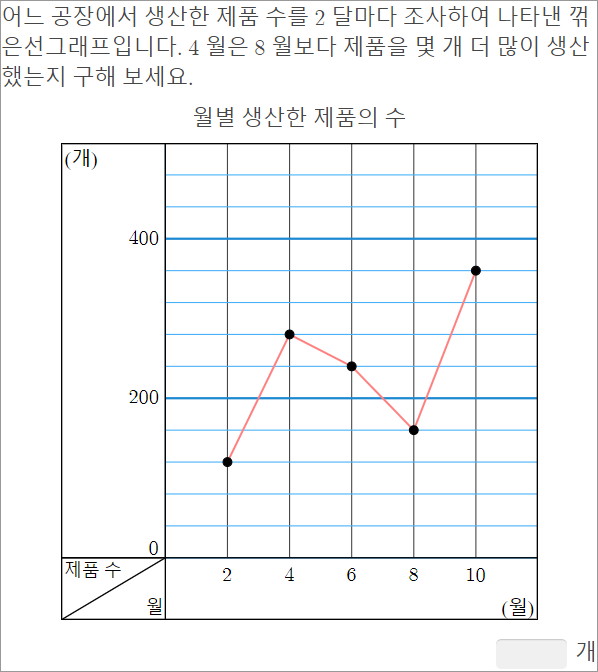 어느 공장에서 생산한 제품 수를 2 달마다 조사하여 나타낸 꺾
은선그래프입니다. 4 월은 8 월보다 제품을 몇 개 더 많이 생산
했는지 구해 보세요.
월별 생산한 제품의 수
(개)
400
200
0
제품 수
월
2 4 6 8 10
(월)
개